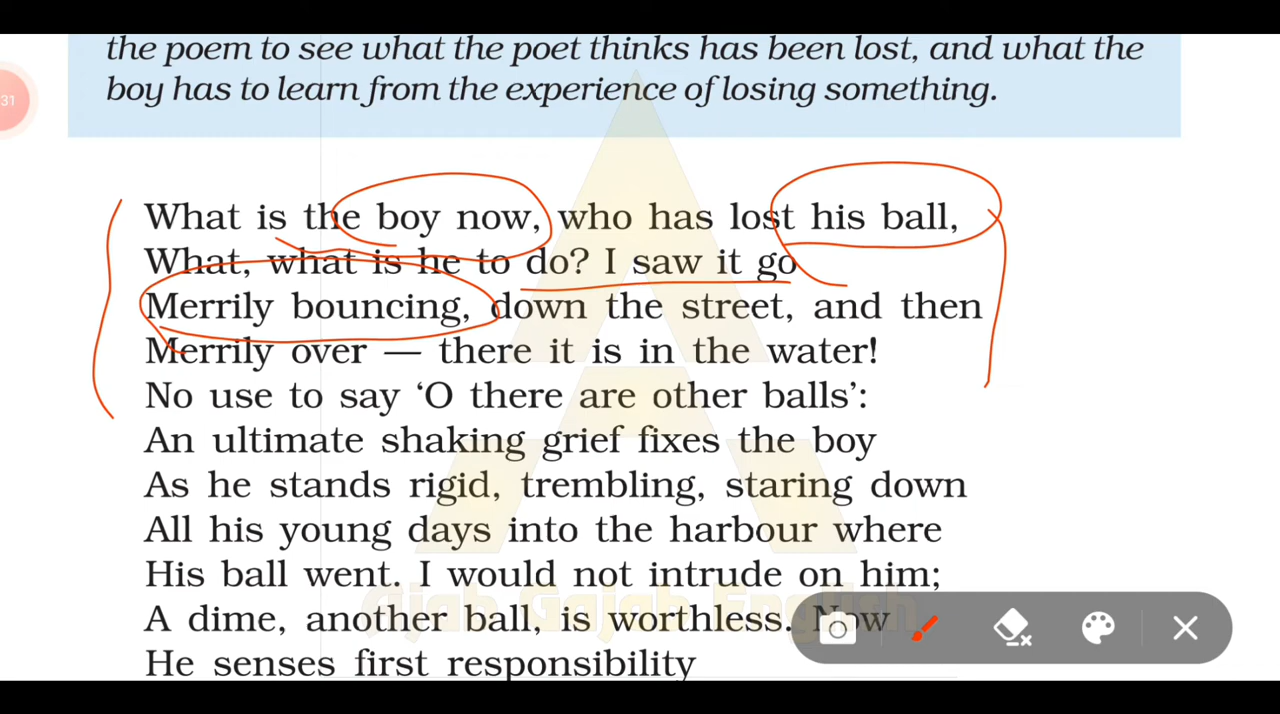 the poem to see what the poet thinks has been lost, and what the
boy has to learn from the experience of losing something.
31
What is the boy now, who has lost his ball,
What, what is he to do? I saw it go
Merrily bouncing, down the street, and then
Merrily over — there it is in the water!
No use to say ‘O there are other balls’:
An ultimate shaking grief fixes the boy
As he stands rigid, trembling, staring down
All his young days into the harbour where
His ball went. I would not intrude on him;
A dime, another ball, is worthless. Now
Ajab Gajab English
He senses first responsibility